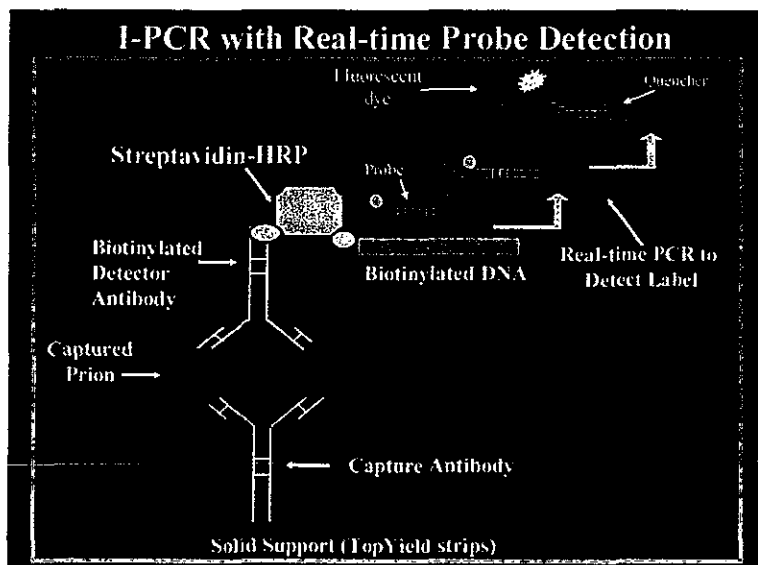 I-PCR with Real-time Probe Detection
Fluorescent
dye
Quencher
Streptavidin-HRP
Probe
Biotinylated
Detector
Antibody
Biotinylated DNA
Real-time PCR to
Detect Label
Captured
Prion
Capture Antibody
Solid Support (TopYield strips)